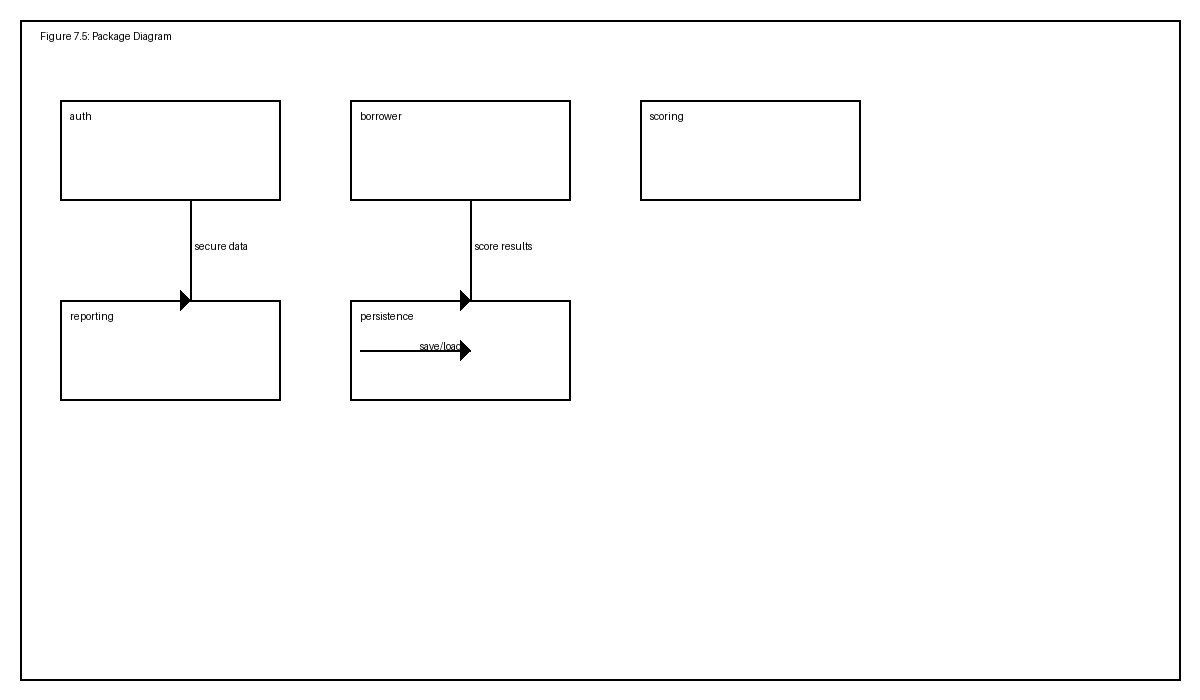 Figure 7.5: Package Diagram
auth
borrower
scoring
secure data
score results
reporting
persistence
save/load